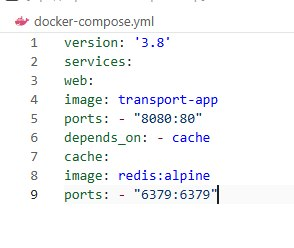 docker-compose.yml
1 version: '3.8'
2 services:
3 web:
4 image: transport-app
5 ports: - "8080:80"
6 depends_on: - cache
7 cache:
8 image: redis:alpine
9 ports: - "6379:6379"